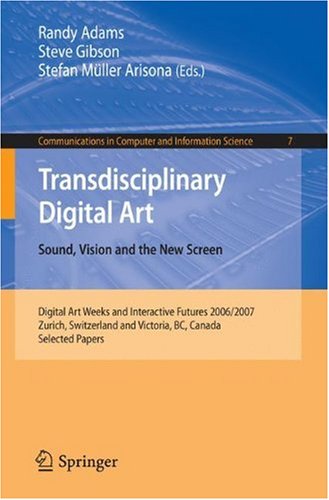 Randy Adams
Steve Gibson
Stefan Müller Arisona (Eds.)
Communications in Computer and Information Science 7
Transdisciplinary
Digital Art
Sound, Vision and the New Screen
Digital Art Weeks and Interactive Futures 2006/2007
Zurich, Switzerland and Victoria, BC, Canada
Selected Papers
Springer